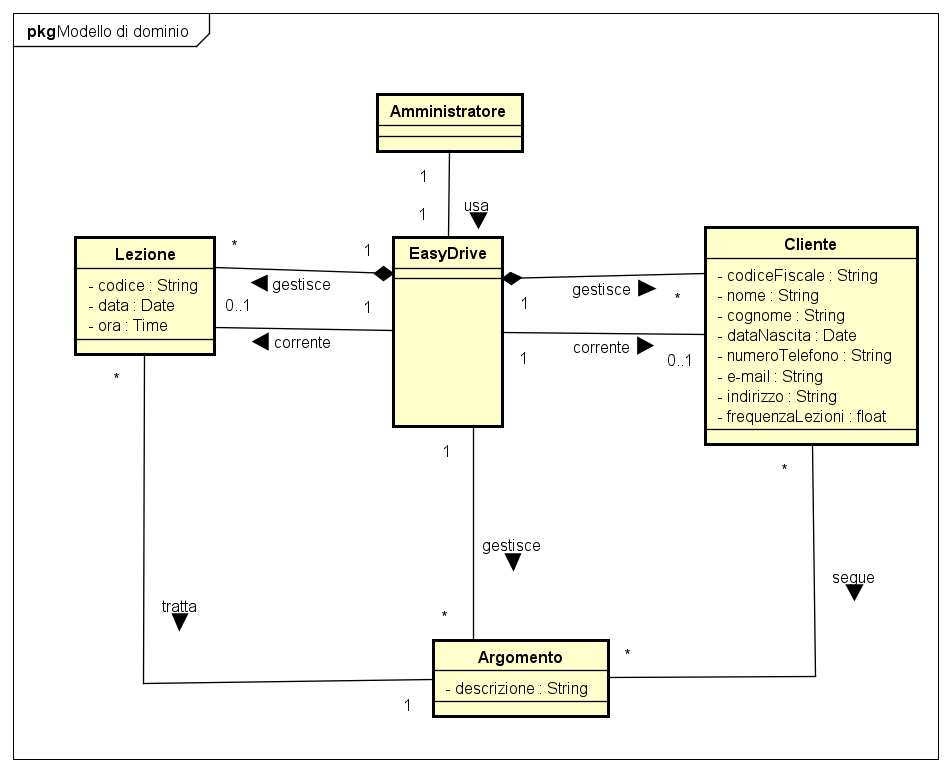 pkg Modello di dominio
Amministratore
1
1
usa
EasyDrive
Lezione
- codice : String
- data : Date
- ora : Time
*
1
gestisce
0..1
1
corrente
Cliente
- codiceFiscale : String
- nome : String
- cognome : String
- dataNascita : Date
- numeroTelefono : String
- e-mail : String
- indirizzo : String
- frequenzaLezioni : float
gestisce
*
1
corrente
1
0..1
*
1
*
gestisce
segue
tratta
*
*
Argomento
- descrizione : String
1